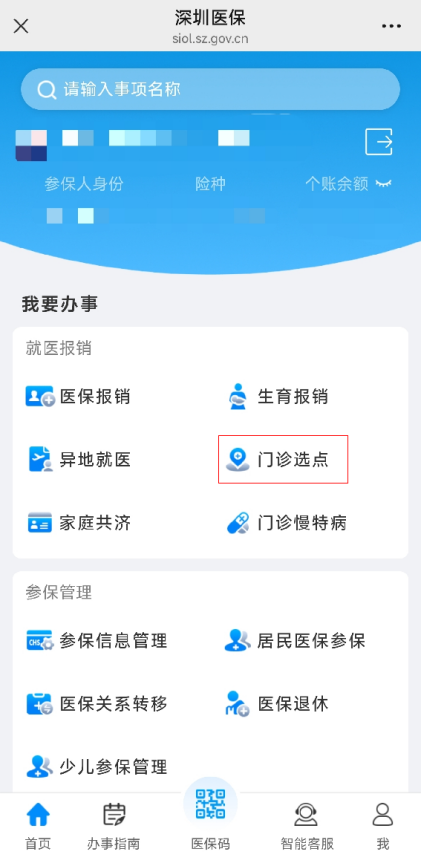 深圳医保
siol.sz.gov.cn
请输入事项名称
参保人身份 险种 个账余额
我要办事
就医报销
医保报销 生育报销
异地就医 门诊选点
家庭共济 门诊慢特病
参保管理
参保信息管理 居民医保参保
医保关系转移 医保退休
少儿参保管理
首页 办事指南 医保码 智能客服 我